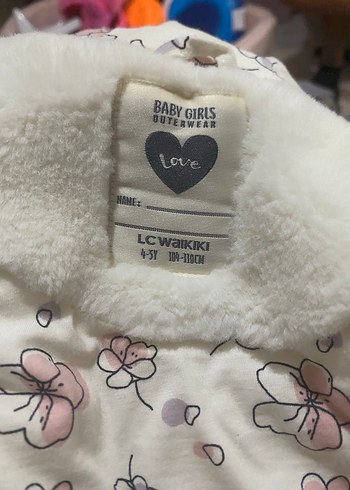 BABY GIRLS
OUTERWEAR
Love
NAME:
LC WAIKIKI
4-5Y 104-110CM